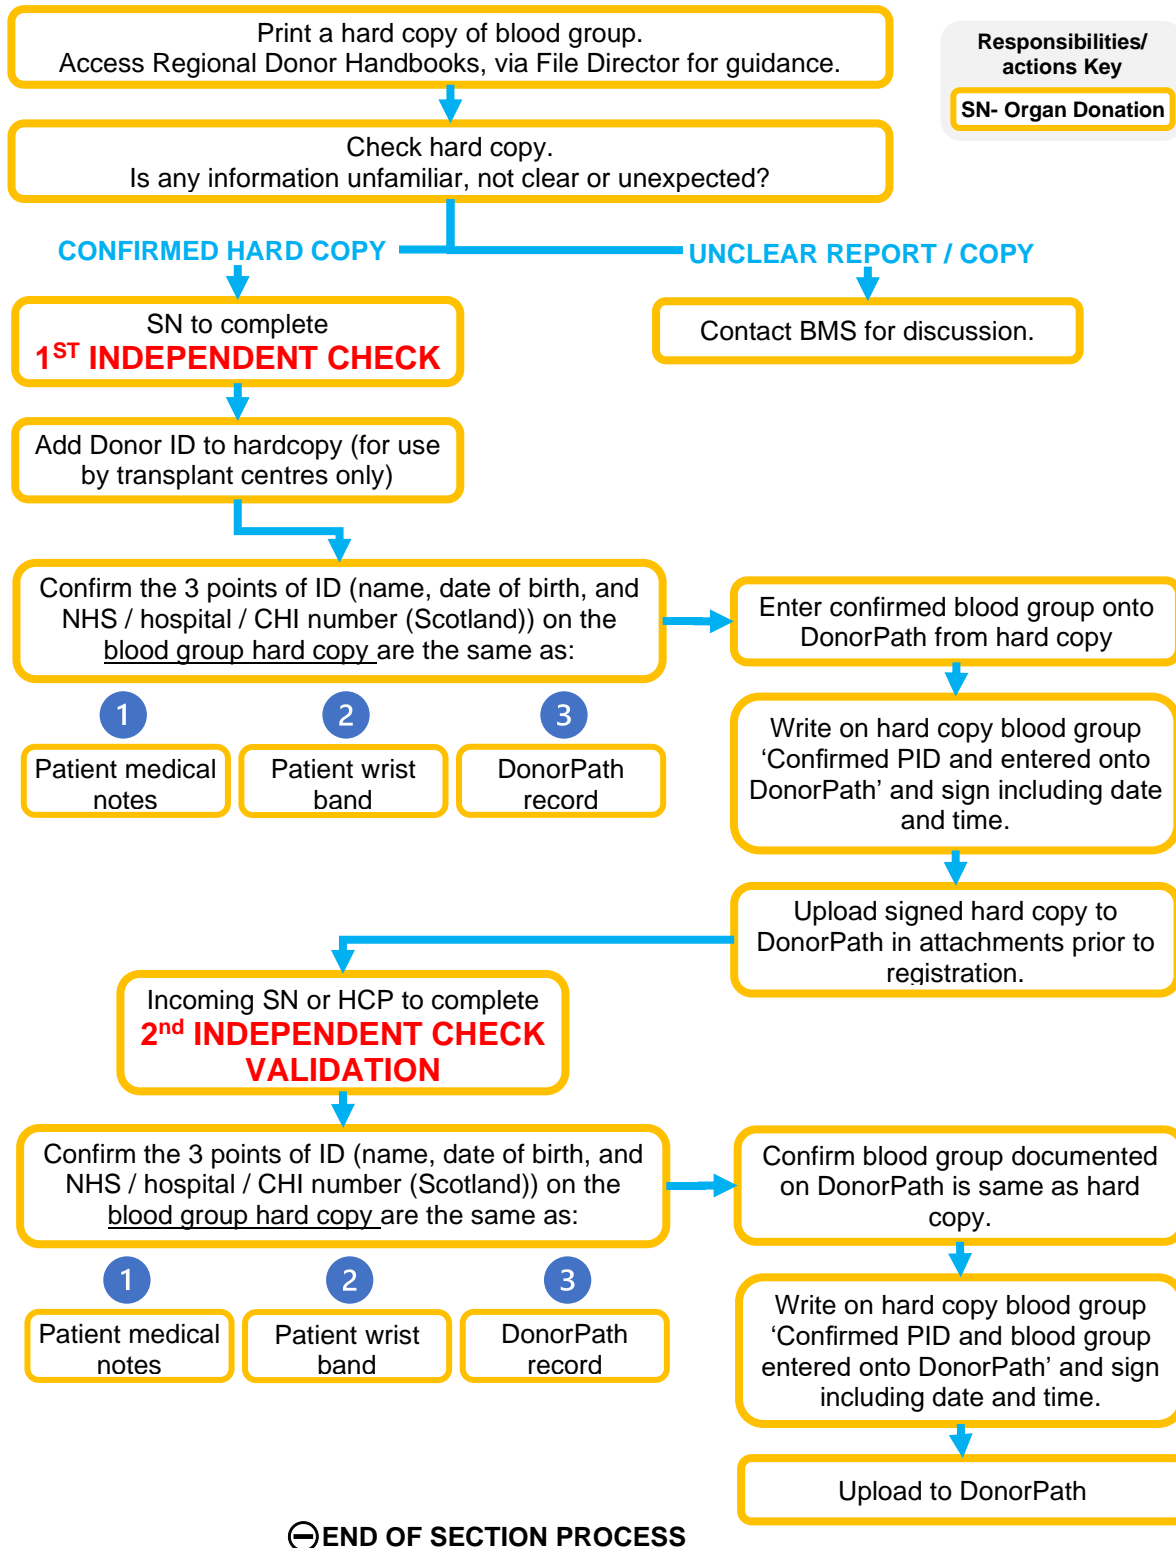 Print a hard copy of blood group.
Access Regional Donor Handbooks, via File Director for guidance.
Responsibilities/
actions Key
SN- Organ Donation
Check hard copy.
Is any information unfamiliar, not clear or unexpected?
CONFIRMED HARD COPY
UNCLEAR REPORT / COPY
SN to complete
1ST INDEPENDENT CHECK
Contact BMS for discussion.
Add Donor ID to hardcopy (for use
by transplant centres only)
Confirm the 3 points of ID (name, date of birth, and
NHS / hospital / CHI number (Scotland)) on the
blood group hard copy are the same as:
1
2
3
Patient medical
notes
Patient wrist
band
DonorPath
record
Enter confirmed blood group onto
DonorPath from hard copy
Write on hard copy blood group
‘Confirmed PID and entered onto
DonorPath’ and sign including date
and time.
Upload signed hard copy to
DonorPath in attachments prior to
registration.
Incoming SN or HCP to complete
2nd INDEPENDENT CHECK
VALIDATION
Confirm the 3 points of ID (name, date of birth, and
NHS / hospital / CHI number (Scotland)) on the
blood group hard copy are the same as:
1
2
3
Patient medical
notes
Patient wrist
band
DonorPath
record
Confirm blood group documented
on DonorPath is same as hard
copy.
Write on hard copy blood group
‘Confirmed PID and blood group
entered onto DonorPath’ and sign
including date and time.
Upload to DonorPath
END OF SECTION PROCESS